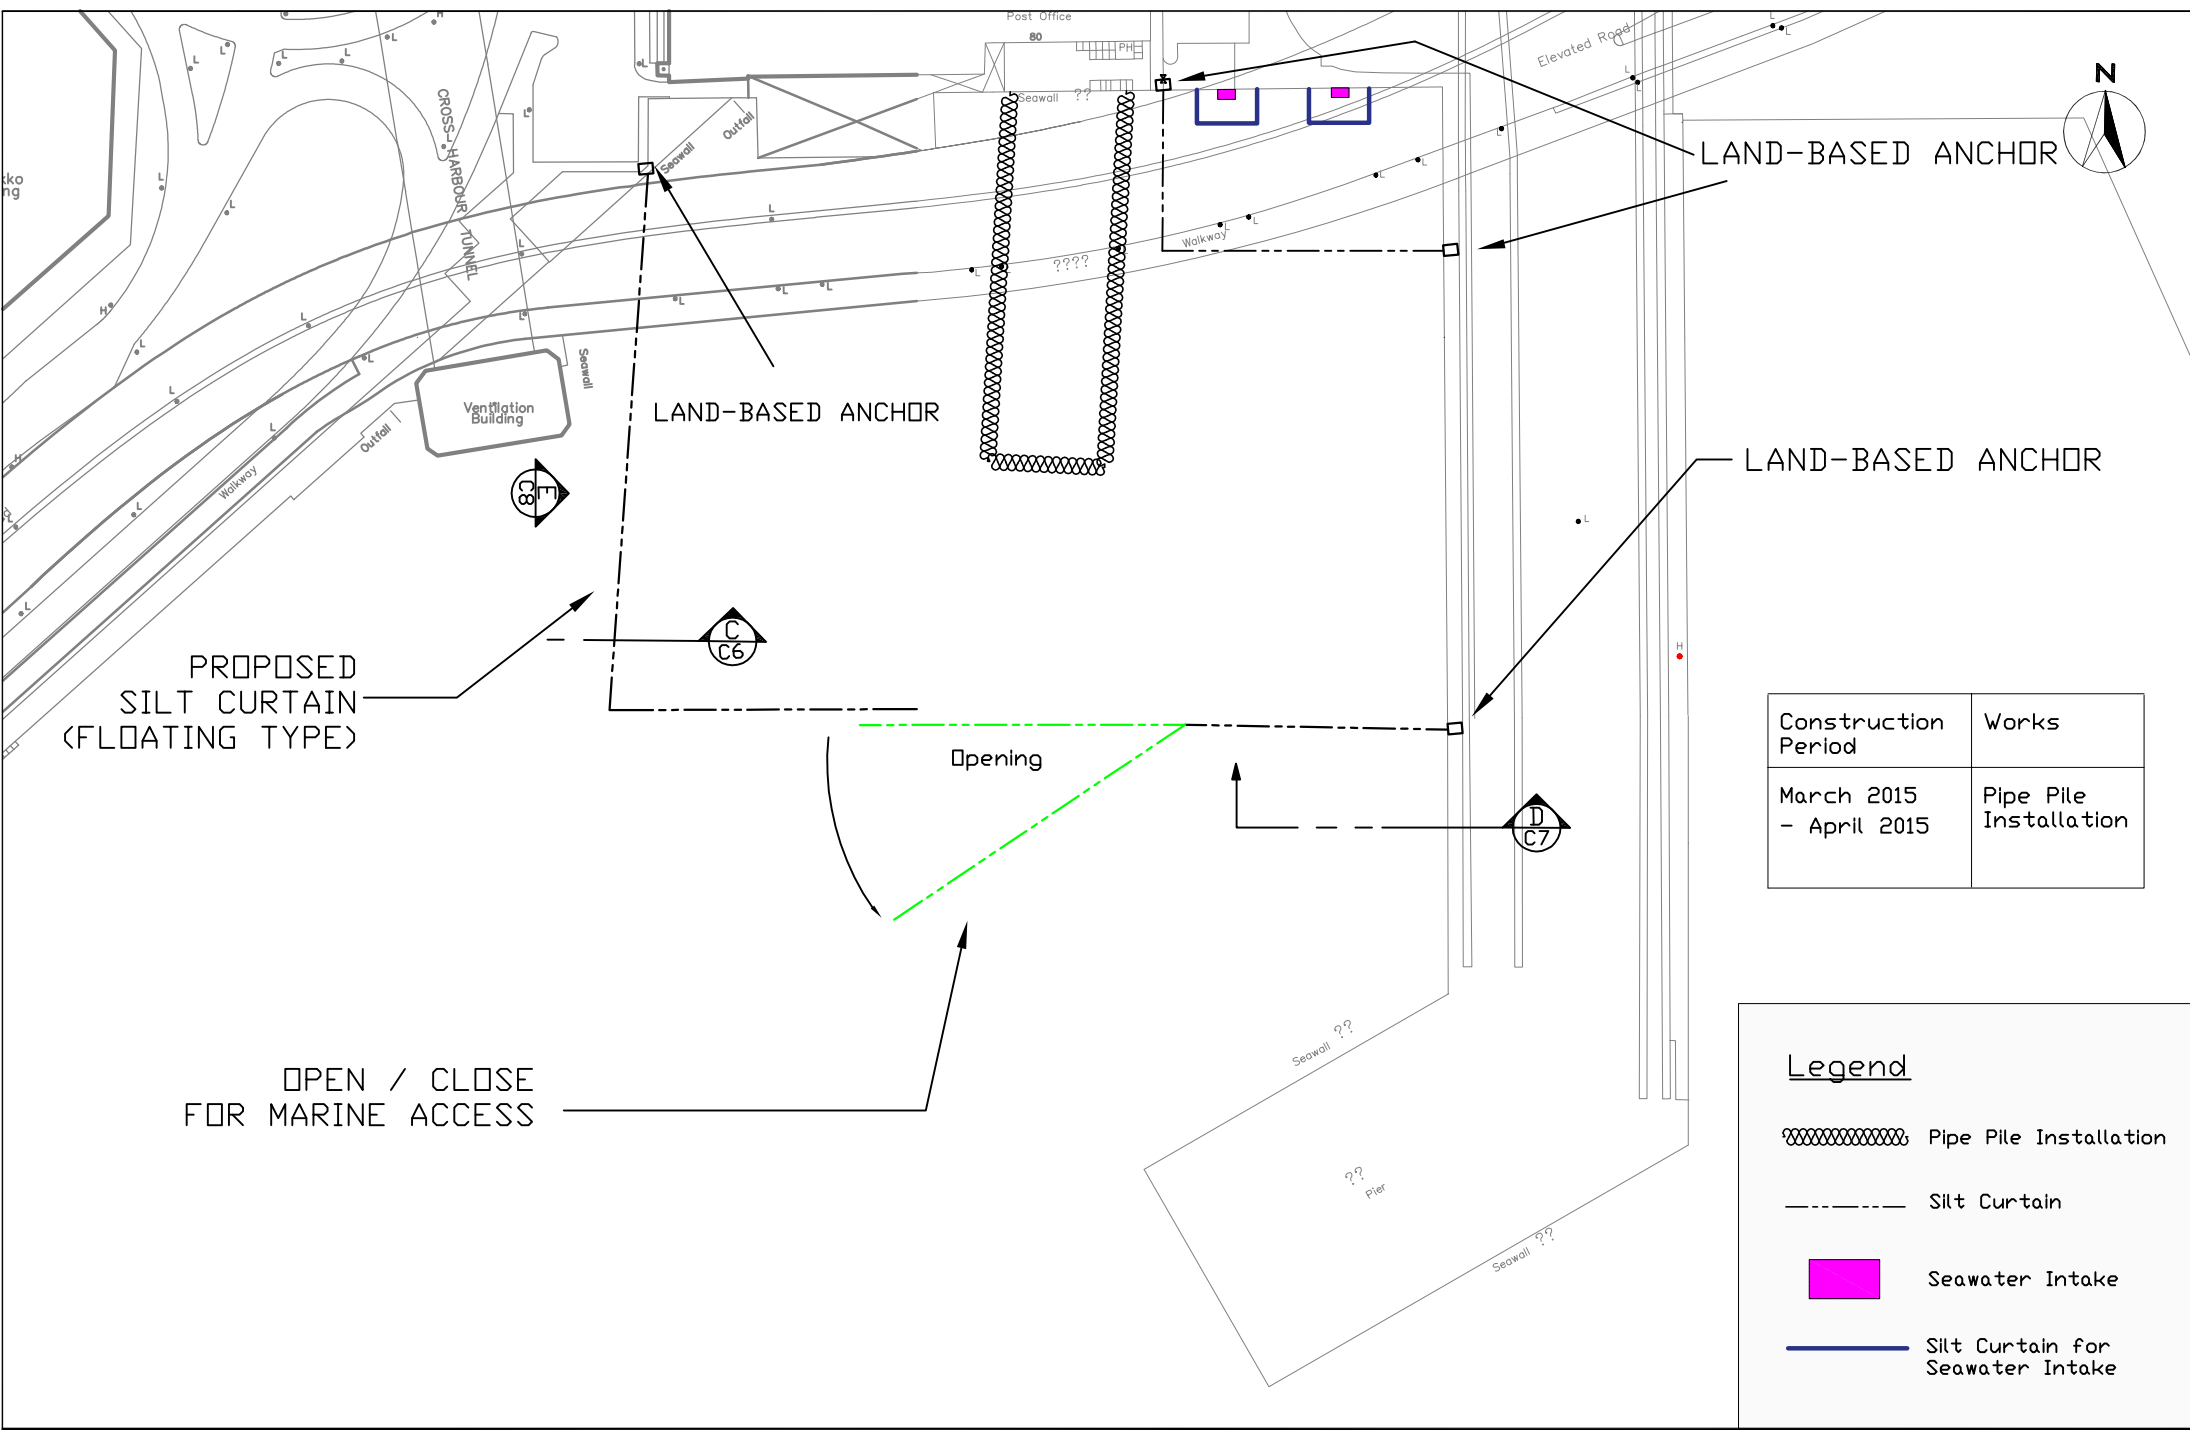 Post Office
80
PH
Elevated Road
N
Seawall ??
CROSS-HARBOUR TUNNEL
Outfall
Seawall
LAND-BASED ANCHOR
kko
ng
Walkway
????
Seawall
Ventilation
Building
LAND-BASED ANCHOR
Outfall
LAND-BASED ANCHOR
Walkway
E
C8
C
C6
PROPOSED
SILT CURTAIN
(FLOATING TYPE)
H
Opening
Construction
Period
Works
March 2015
- April 2015
Pipe Pile
Installation
D
C7
Seawall ??
OPEN / CLOSE
FOR MARINE ACCESS
??
Pier
Seawall ??
Legend
Pipe Pile Installation
Silt Curtain
Seawater Intake
Silt Curtain for
Seawater Intake